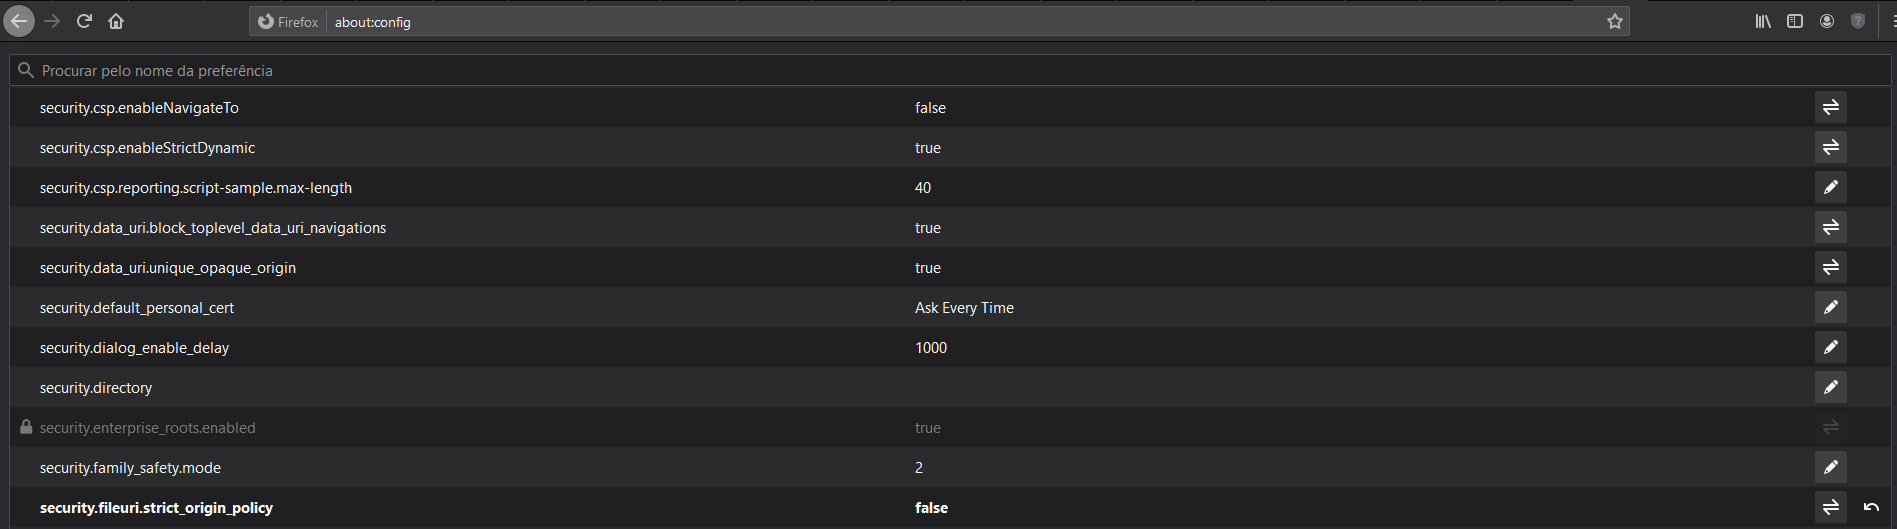 Firefox about:config
Procurar pelo nome da preferência
security.csp.enableNavigateTo false
security.csp.enableStrictDynamic true
security.csp.reporting.script-sample.max-length 40
security.data_uri.block_toplevel_data_uri_navigations true
security.data_uri.unique_opaque_origin true
security.default_personal_cert Ask Every Time
security.dialog_enable_delay 1000
security.directory
security.enterprise_roots.enabled true
security.family_safety.mode 2
security.fileuri.strict_origin_policy false